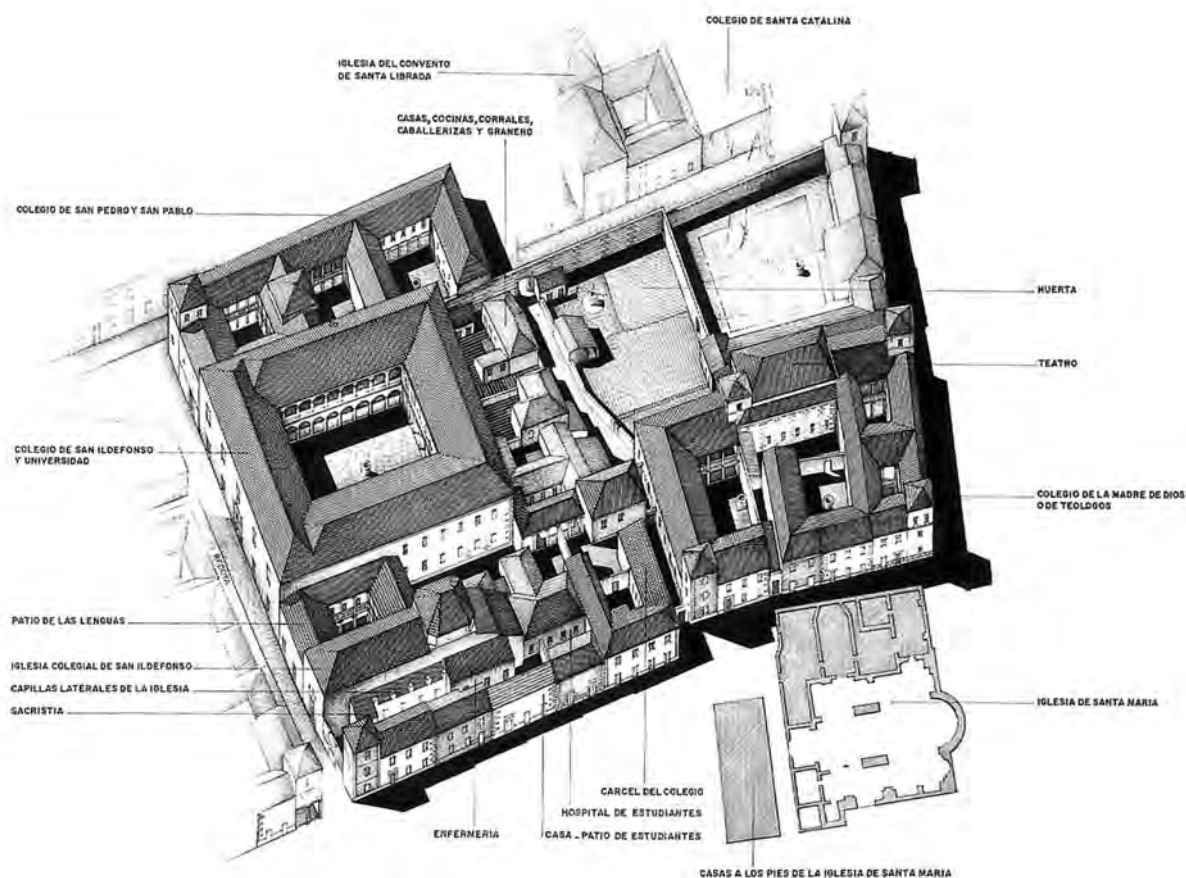 COLEGIO DE SANTA CATALINA
IGLESIA DEL CONVENTO
DE SANTA LIBRADA
CASAS, COCINAS, CORRALES,
CABALLERIZAS Y GRANERO
COLEGIO DE SAN PEDRO Y SAN PABLO
HUERTA
TEATRO
COLEGIO DE SAN ILDEFONSO
Y UNIVERSIDAD
COLEGIO DE LA MADRE DE DIOS
O DE TEOLOGOS
PATIO DE LAS LENGUAS
IGLESIA COLEGIAL DE SAN ILDEFONSO
CAPILLAS LATERALES DE LA IGLESIA
SACRISTIA
IGLESIA DE SANTA MARIA
CARCEL DEL COLEGIO
HOSPITAL DE ESTUDIANTES
ENFERMERIA
CASA _ PATIO DE ESTUDIANTES
CASAS A LOS PIES DE LA IGLESIA DE SANTA MARIA